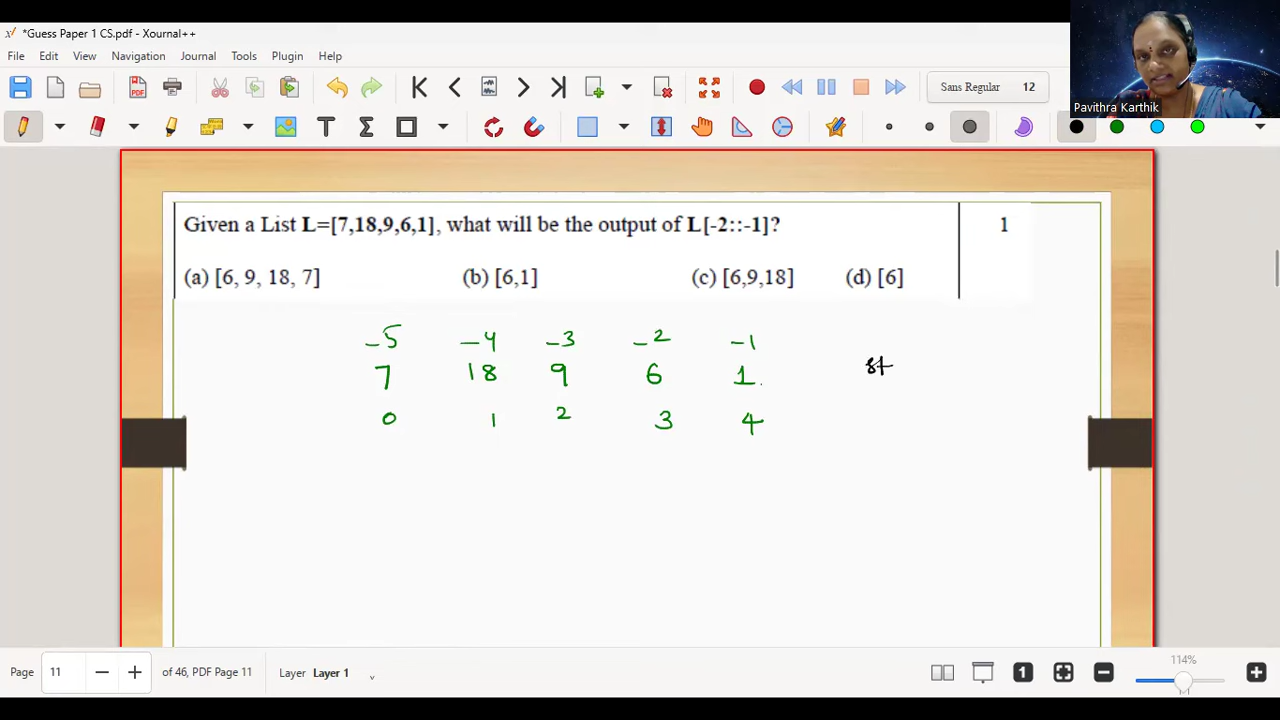 *Guess Paper 1 CS.pdf - Xournal++
File Edit View Navigation Journal Tools Plugin Help
Sans Regular 12
Pavithra Karthik
Given a List L=[7,18,9,6,1], what will be the output of L[-2::-1]? 1
(a) [6, 9, 18, 7] (b) [6,1] (c) [6,9,18] (d) [6]
-5 -4 -3 -2 -1
7 18 9 6 1. st
0 1 2 3 4
Page 11 of 46, PDF Page 11 Layer Layer 1 1 114%